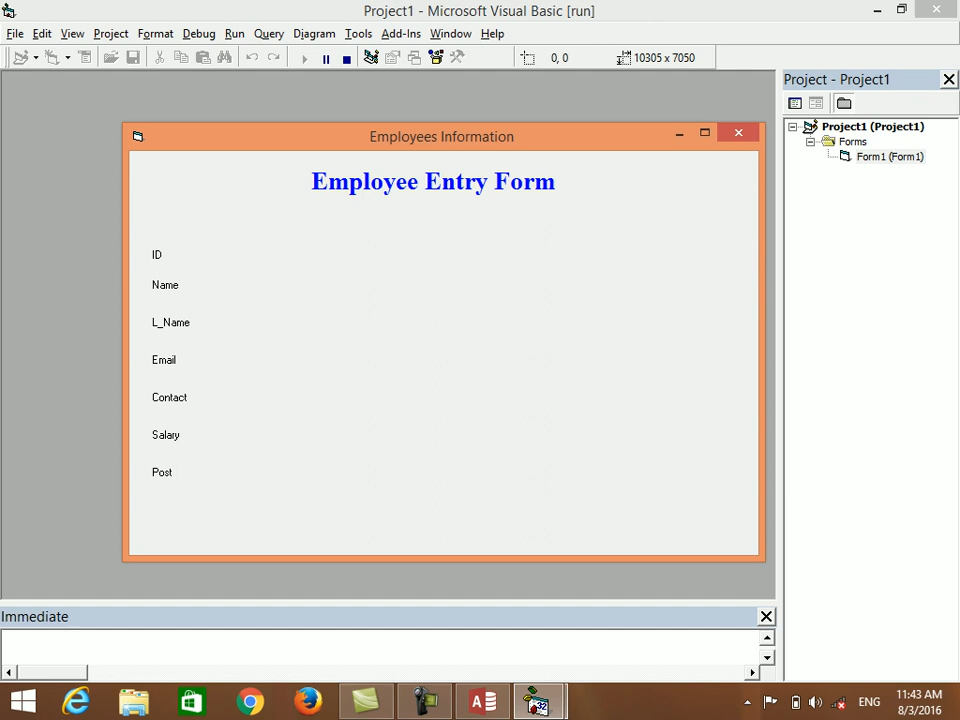 Project1 - Microsoft Visual Basic [run]
File Edit View Project Format Debug Run Query Diagram Tools Add-Ins Window Help
0, 0 10305 x 7050
Project - Project1
Project1 (Project1)
Forms
Form1 (Form1)
Employees Information
Employee Entry Form
ID
Name
L_Name
Email
Contact
Salary
Post
Immediate
32
ENG
11:43 AM
8/3/2016